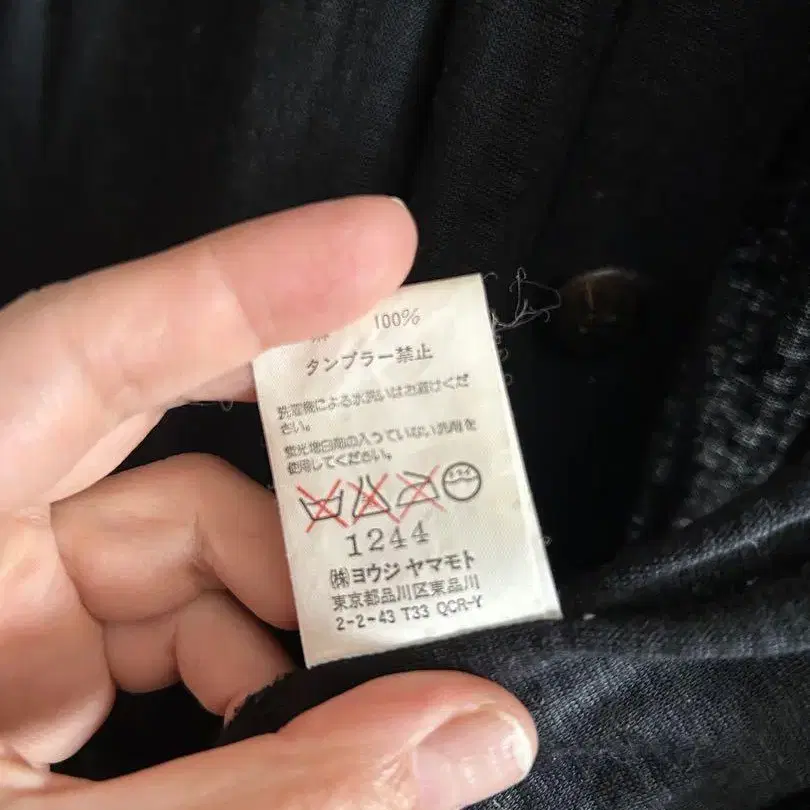 100%
タンブラー禁止
洗濯機による水洗いはお避けくだ
さい。
蛍光増白剤の入っていない洗剤を
使用してください。
ドライ
1244
㈱ヨウジ ヤマモト
東京都品川区東品川
2-2-43 T33 QCR-Y